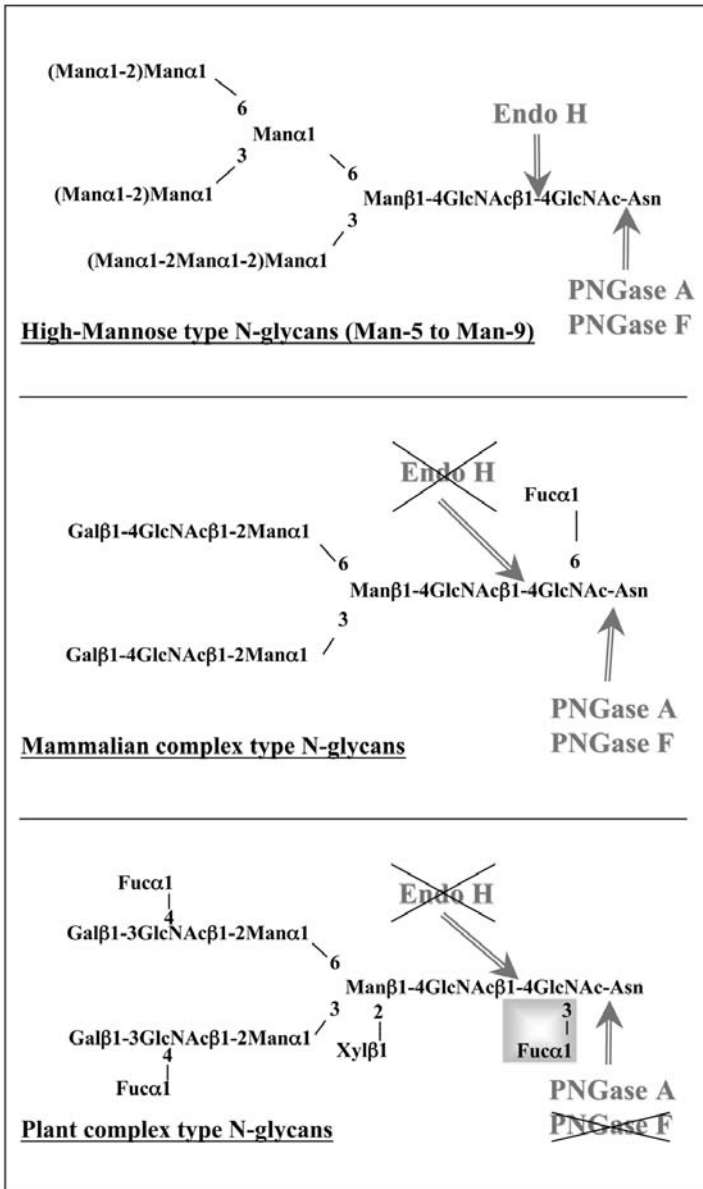 (Manα1-2)Manα1
6
Manα1
Endo H
3
6
(Manα1-2)Manα1
Manβ1-4GlcNAcβ1-4GlcNAc-Asn
3
(Manα1-2Manα1-2)Manα1
PNGase A
PNGase F
High-Mannose type N-glycans (Man-5 to Man-9)
Endo H
Fucα1
Galβ1-4GlcNAcβ1-2Manα1
6
6
Manβ1-4GlcNAcβ1-4GlcNAc-Asn
3
Galβ1-4GlcNAcβ1-2Manα1
PNGase A
PNGase F
Mammalian complex type N-glycans
Fucα1
Endo H
4
Galβ1-3GlcNAcβ1-2Manα1
6
Manβ1-4GlcNAcβ1-4GlcNAc-Asn
3
2
3
Galβ1-3GlcNAcβ1-2Manα1
Xylβ1
Fucα1
4
Fucα1
PNGase A
PNGase F
Plant complex type N-glycans